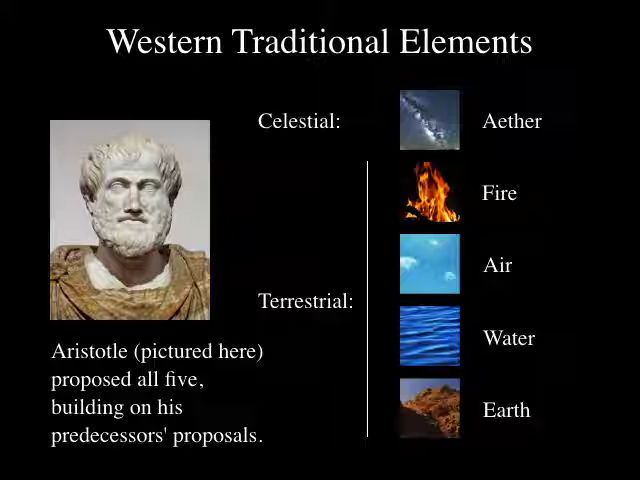 Western Traditional Elements
Celestial:
Aether
Fire
Air
Terrestrial:
Water
Earth
Aristotle (pictured here)
proposed all five,
building on his
predecessors' proposals.